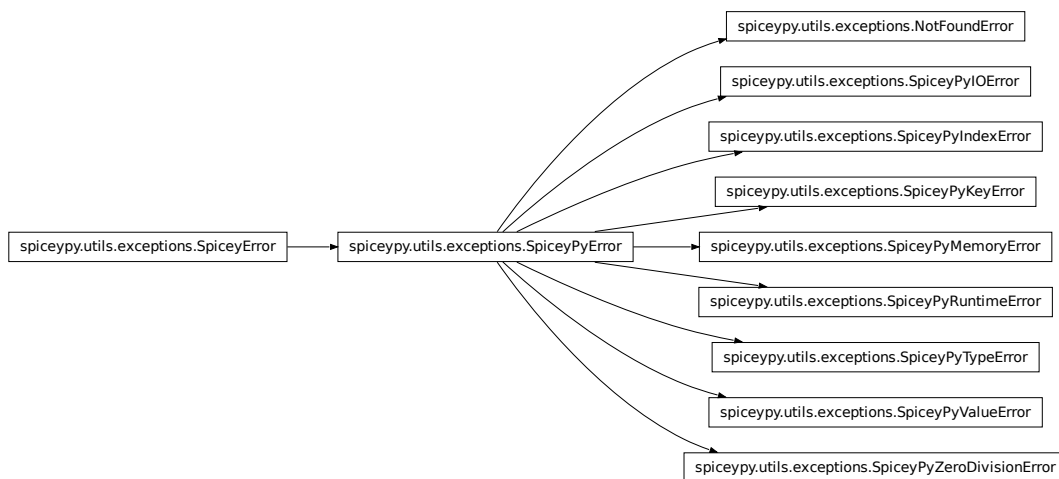 spiceypy.utils.exceptions.NotFoundError
spiceypy.utils.exceptions.SpiceyPyIOError
spiceypy.utils.exceptions.SpiceyPyIndexError
spiceypy.utils.exceptions.SpiceyPyKeyError
spiceypy.utils.exceptions.SpiceyError
spiceypy.utils.exceptions.SpiceyPyError
spiceypy.utils.exceptions.SpiceyPyMemoryError
spiceypy.utils.exceptions.SpiceyPyRuntimeError
spiceypy.utils.exceptions.SpiceyPyTypeError
spiceypy.utils.exceptions.SpiceyPyValueError
spiceypy.utils.exceptions.SpiceyPyZeroDivisionError